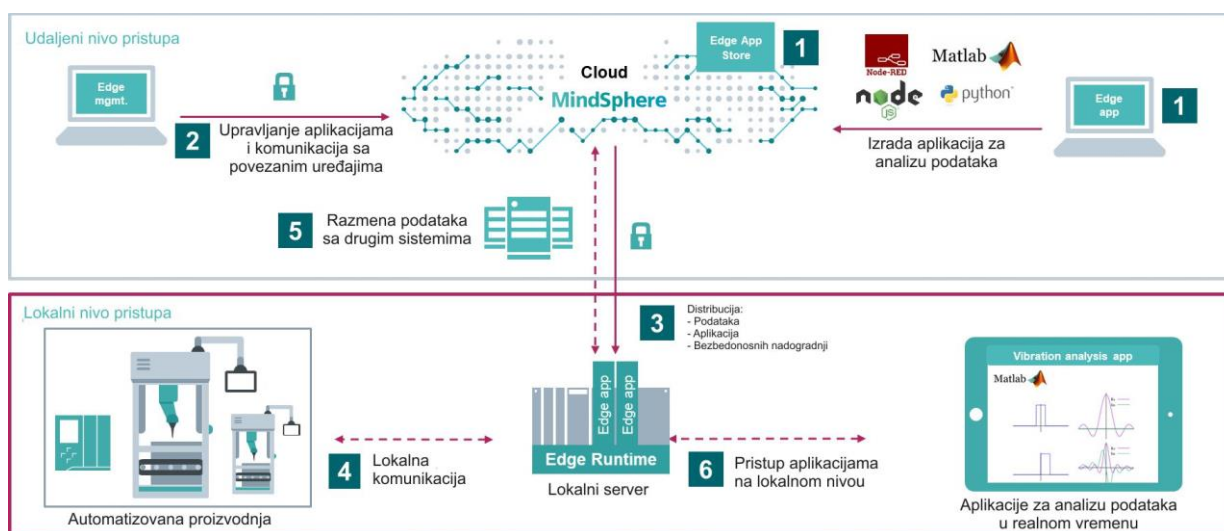 Udaljeni nivo pristupa
Edge
mgmt.
2
Upravljanje aplikacijama
i komunikacija sa
povezanim uređajima
Cloud
MindSphere
Edge App
Store
1
Node-RED
Matlab
node
JS
python
Edge
app
1
Izrada aplikacija za
analizu podataka
5
Razmena podataka
sa drugim sistemima
Lokalni nivo pristupa
3
Distribucija:
- Podataka
- Aplikacija
- Bezbedonosnih nadogradnji
Automatizovana proizvodnja
4
Lokalna
komunikacija
Edge app
Edge app
Edge Runtime
Lokalni server
6
Pristup aplikacijama
na lokalnom nivou
Vibration analysis app
Matlab
Aplikacije za analizu podataka
u realnom vremenu